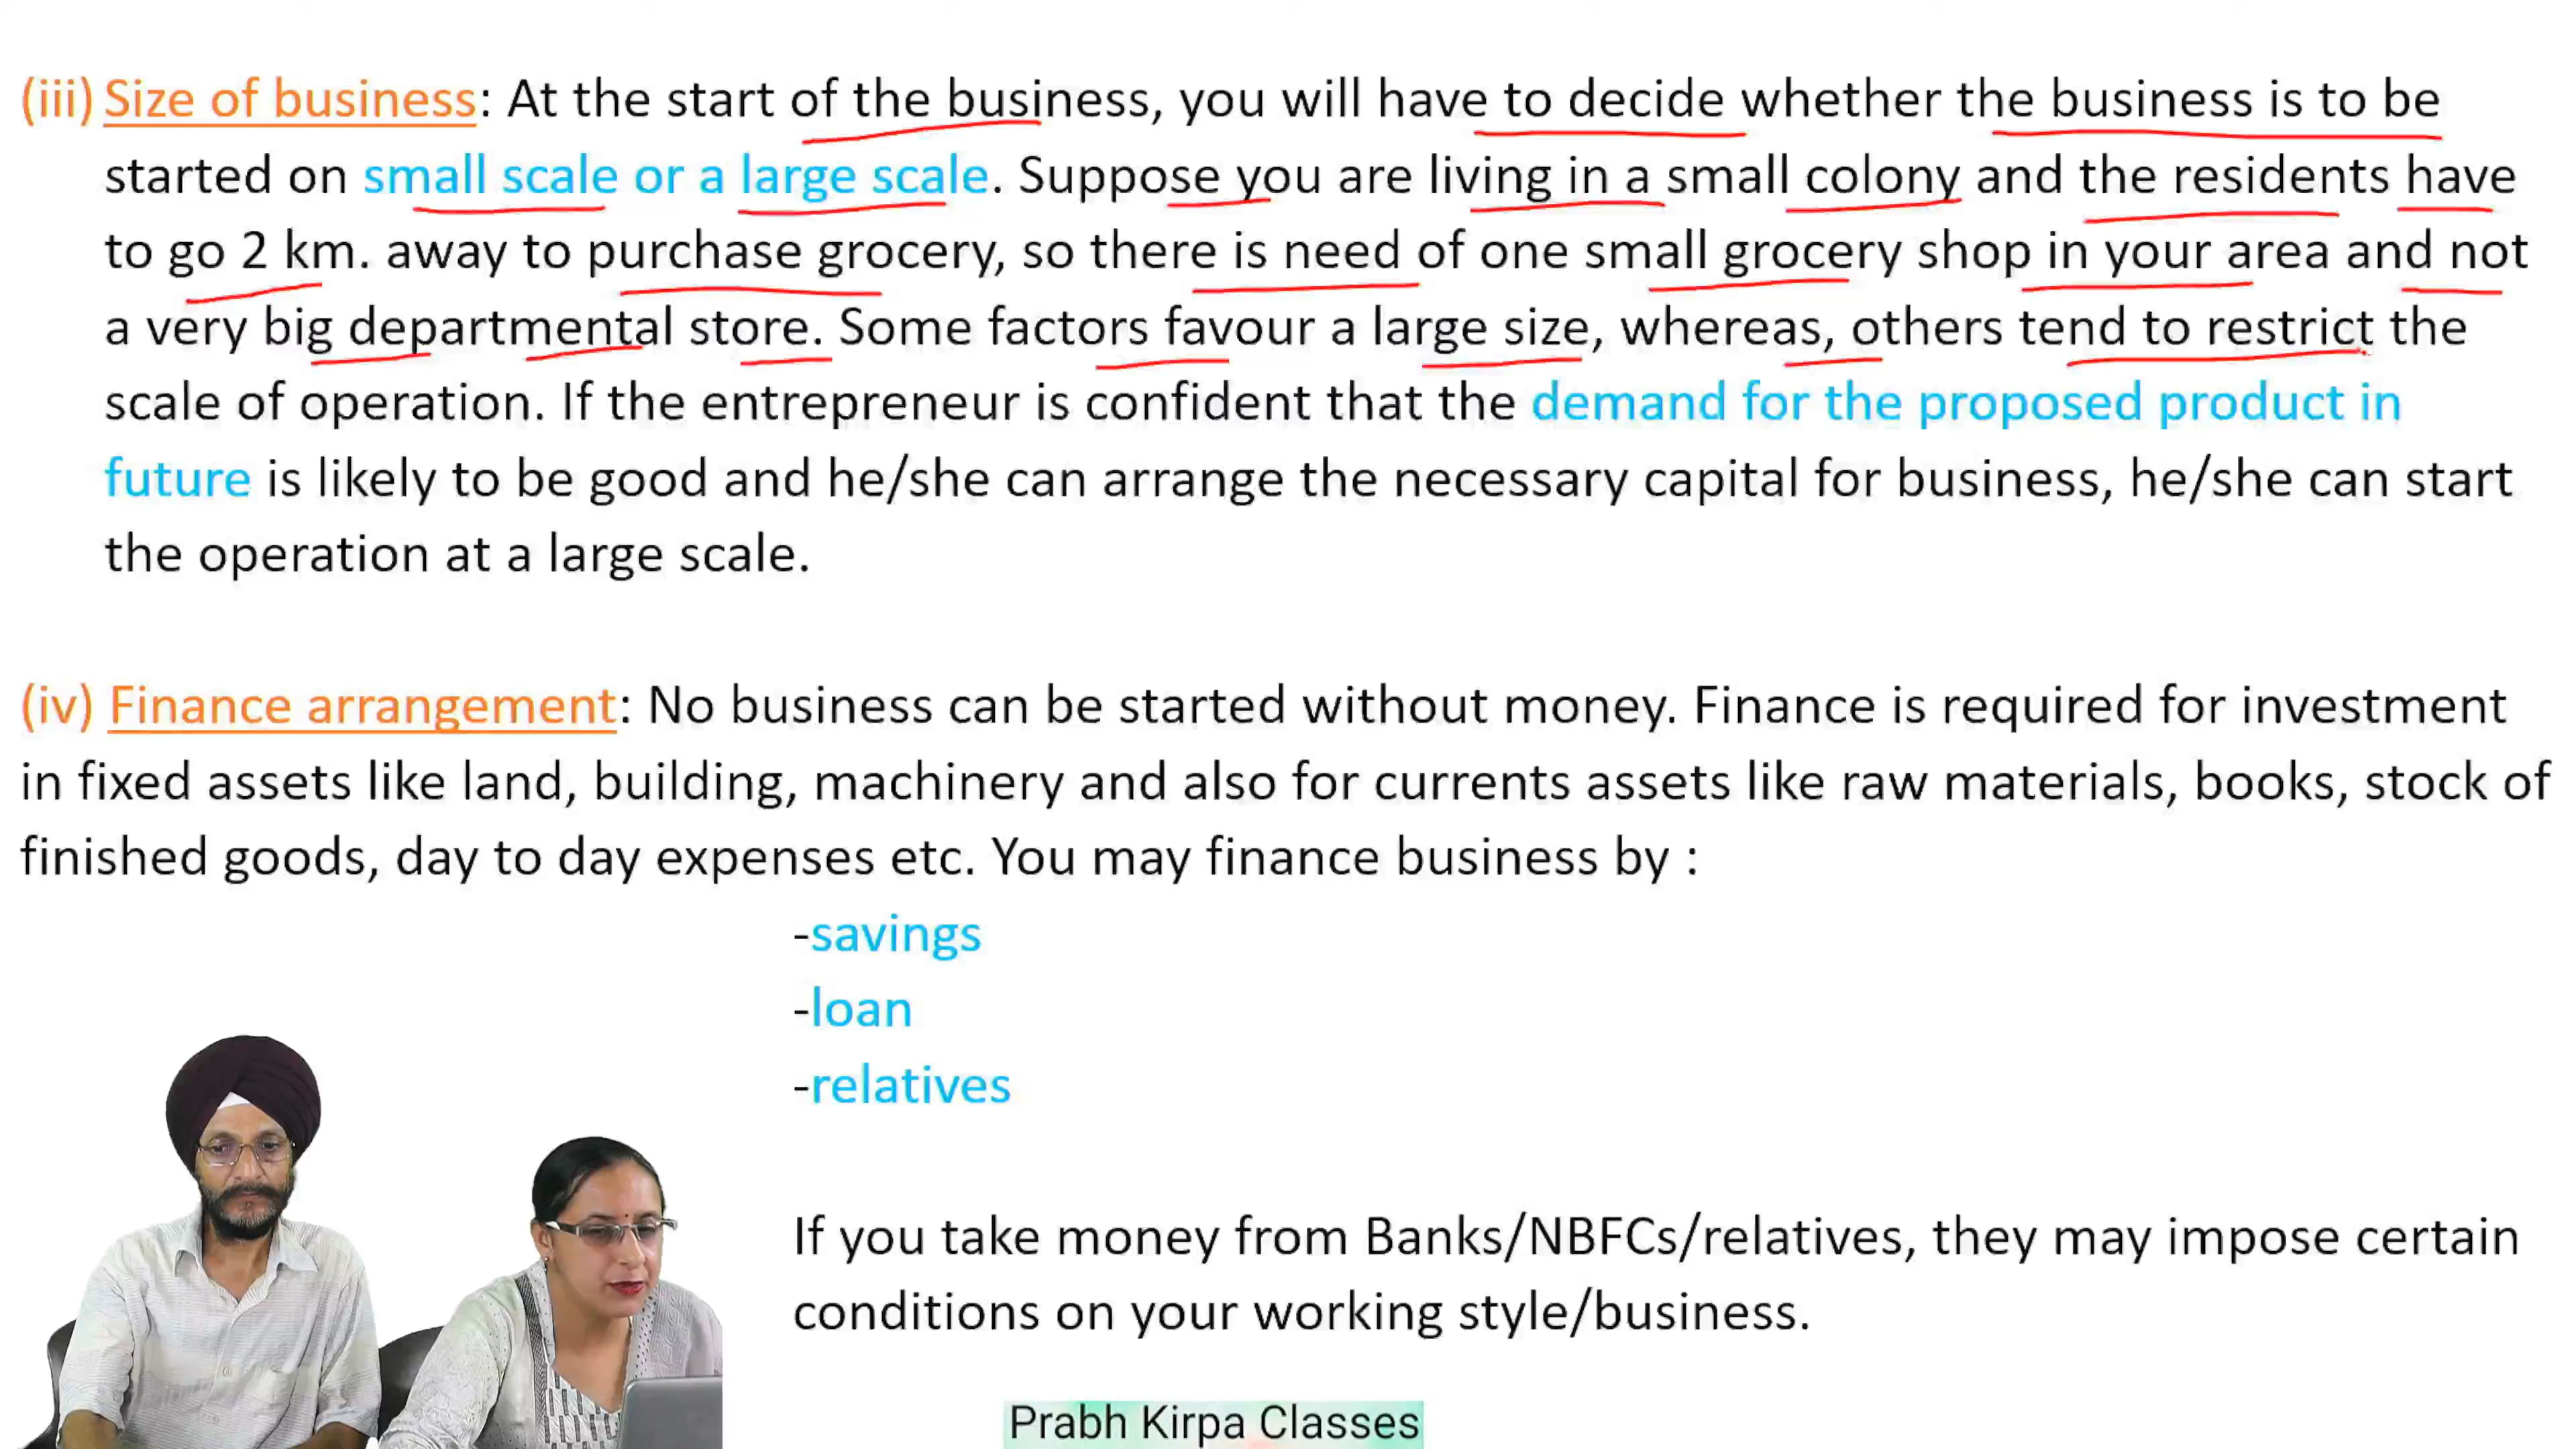 (iii) Size of business: At the start of the business, you will have to decide whether the business is to be
started on small scale or a large scale. Suppose you are living in a small colony and the residents have
to go 2 km. away to purchase grocery, so there is need of one small grocery shop in your area and not
a very big departmental store. Some factors favour a large size, whereas, others tend to restrict the
scale of operation. If the entrepreneur is confident that the demand for the proposed product in
future is likely to be good and he/she can arrange the necessary capital for business, he/she can start
the operation at a large scale.
(iv) Finance arrangement: No business can be started without money. Finance is required for investment
in fixed assets like land, building, machinery and also for currents assets like raw materials, books, stock of
finished goods, day to day expenses etc. You may finance business by :
-savings
-loan
-relatives
If you take money from Banks/NBFCs/relatives, they may impose certain
conditions on your working style/business.
Prabh Kirpa Classes